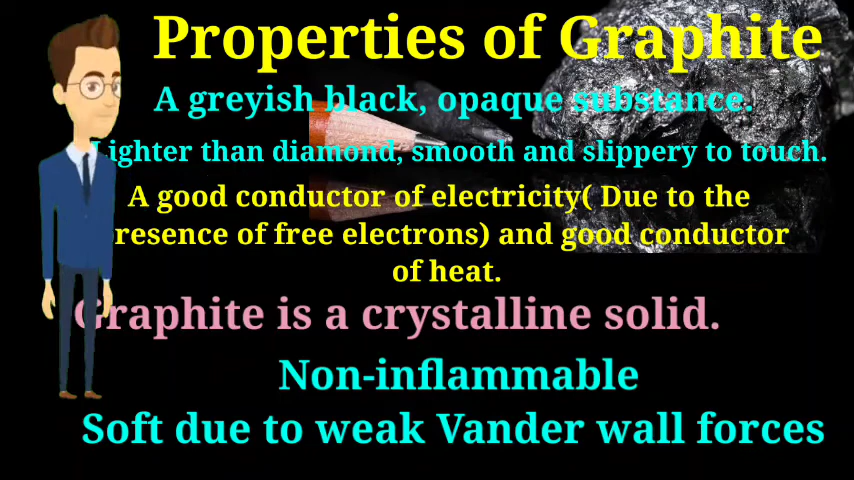 Properties of Graphite
A greyish black, opaque substance.
Lighter than diamond, smooth and slippery to touch.
A good conductor of electricity( Due to the
resence of free electrons) and good conductor
of heat.
Graphite is a crystalline solid.
Non-inflammable
Soft due to weak Vander wall forces